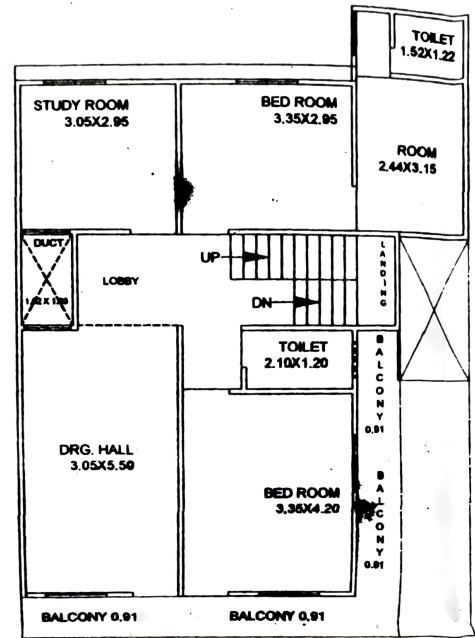 TOILET
1.52X1.22
STUDY ROOM
3.05X2.95
BED ROOM
3.35X2.95
ROOM
2.44X3.15
DUCT
LOBBY
UP
LANDING
DN
TOILET
2.10X1.20
BALCONY
0.91
DRG. HALL
3.05X5.50
BED ROOM
3.35X4.20
BALCONY
0.91
BALCONY 0.91
BALCONY 0.91